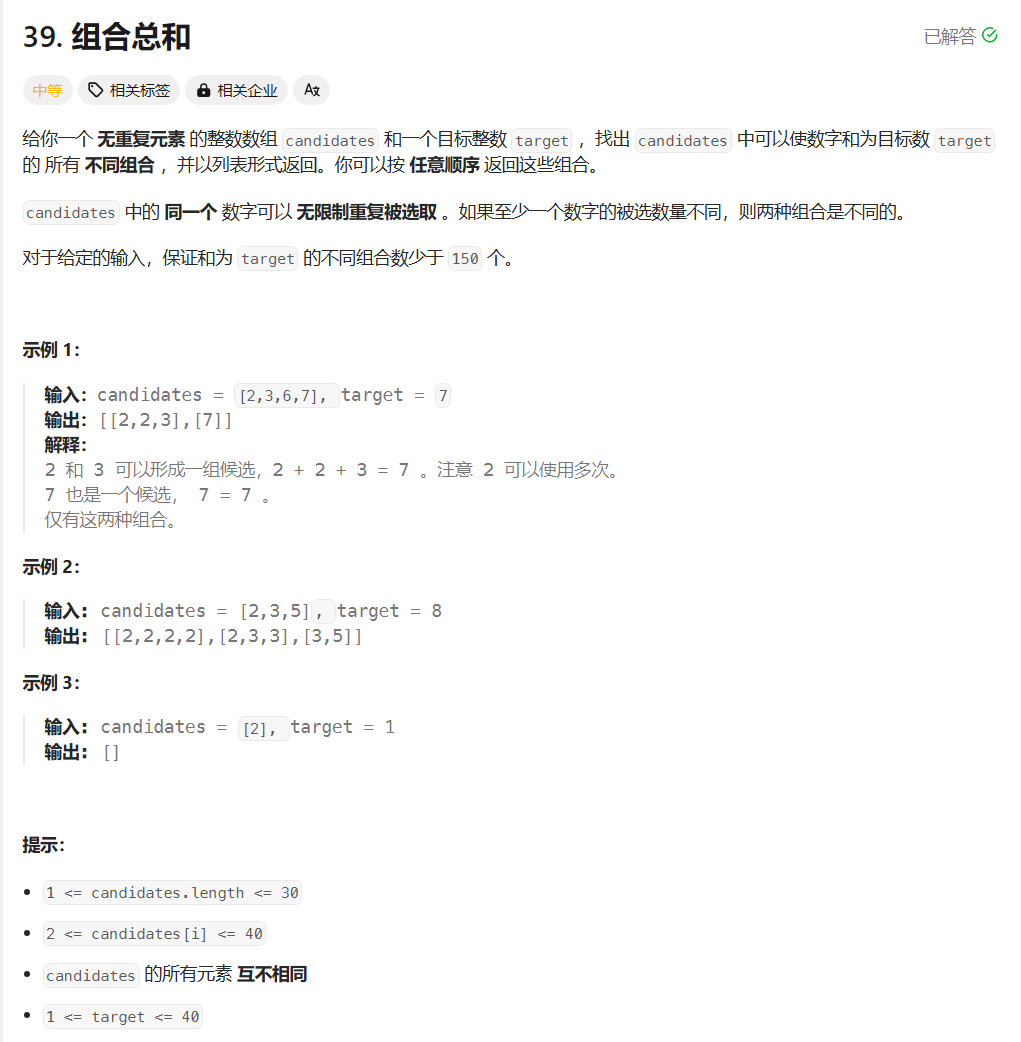 39. 组合总和
已解答
中等 相关标签 相关企业 Ax
给你一个 无重复元素 的整数数组 candidates 和一个目标整数 target ，找出 candidates 中可以使数字和为目标数 target
的 所有 不同组合 ，并以列表形式返回。你可以按 任意顺序 返回这些组合。
candidates 中的 同一个 数字可以 无限制重复被选取 。如果至少一个数字的被选数量不同，则两种组合是不同的。
对于给定的输入，保证和为 target 的不同组合数少于 150 个。
示例 1：
输入：candidates = [2,3,6,7], target = 7
输出：[[2,2,3],[7]]
解释：
2 和 3 可以形成一组候选，2 + 2 + 3 = 7 。注意 2 可以使用多次。
7 也是一个候选， 7 = 7 。
仅有这两种组合。
示例 2：
输入：candidates = [2,3,5], target = 8
输出：[[2,2,2,2],[2,3,3],[3,5]]
示例 3：
输入：candidates = [2], target = 1
输出：[]
提示：
1 <= candidates.length <= 30
2 <= candidates[i] <= 40
candidates 的所有元素 互不相同
1 <= target <= 40